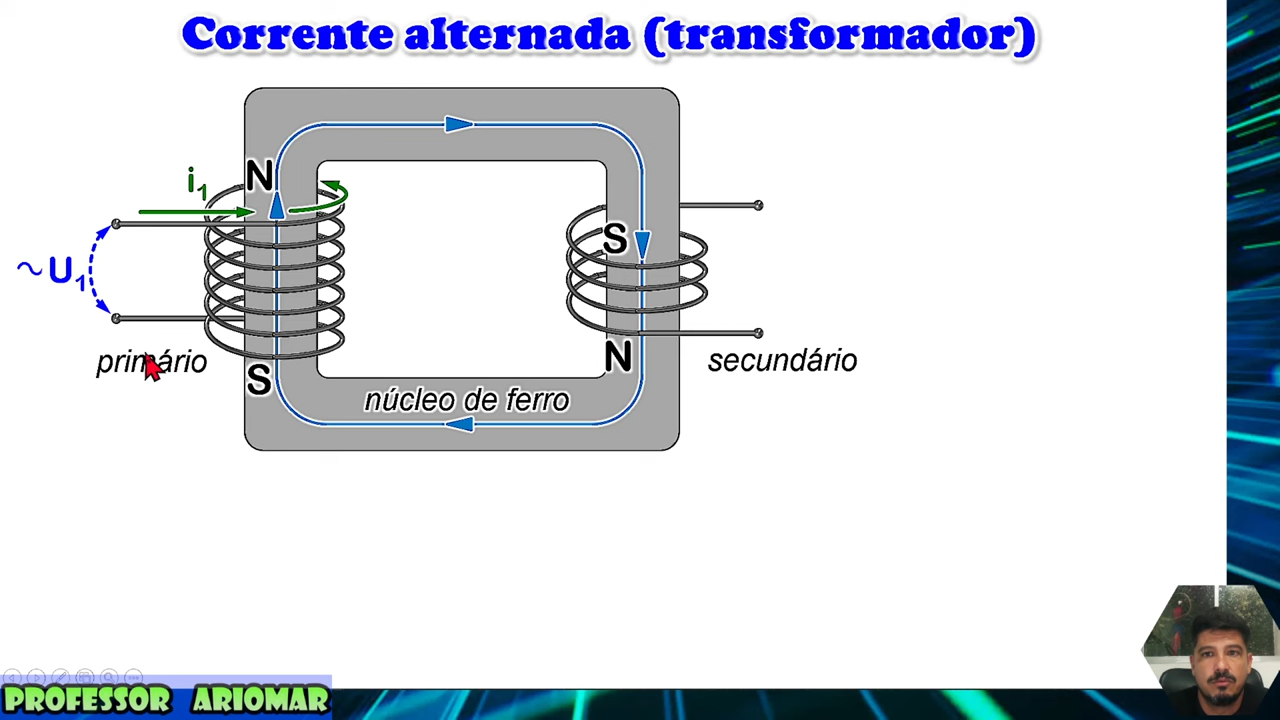 Corrente alternada (transformador)
N
i1
S
~U1
primário
S
N
secundário
núcleo de ferro
PROFESSOR ARIOMAR